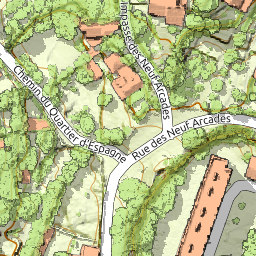 Impasse des Neuf Arcades
Chemin du Quartier d'Espagne
Rue des Neuf Arcades